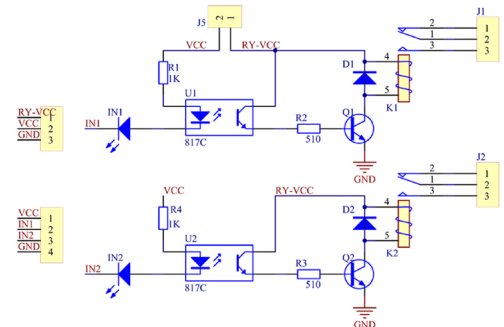 J5
2 1
J1
VCC RY-VCC
2 1
1 2
3 3
R1
1K
D1
4
5
K1
U1
RY-VCC 1
VCC 2
GND 3
IN1 IN1
R2
510
Q1
817C
GND
J2
VCC RY-VCC
2 1
1 2
3 3
R4
1K
D2
4
5
K2
VCC 1
IN1 2
IN2 3
GND 4
U2
IN2 IN2
R3
510
Q2
817C
GND